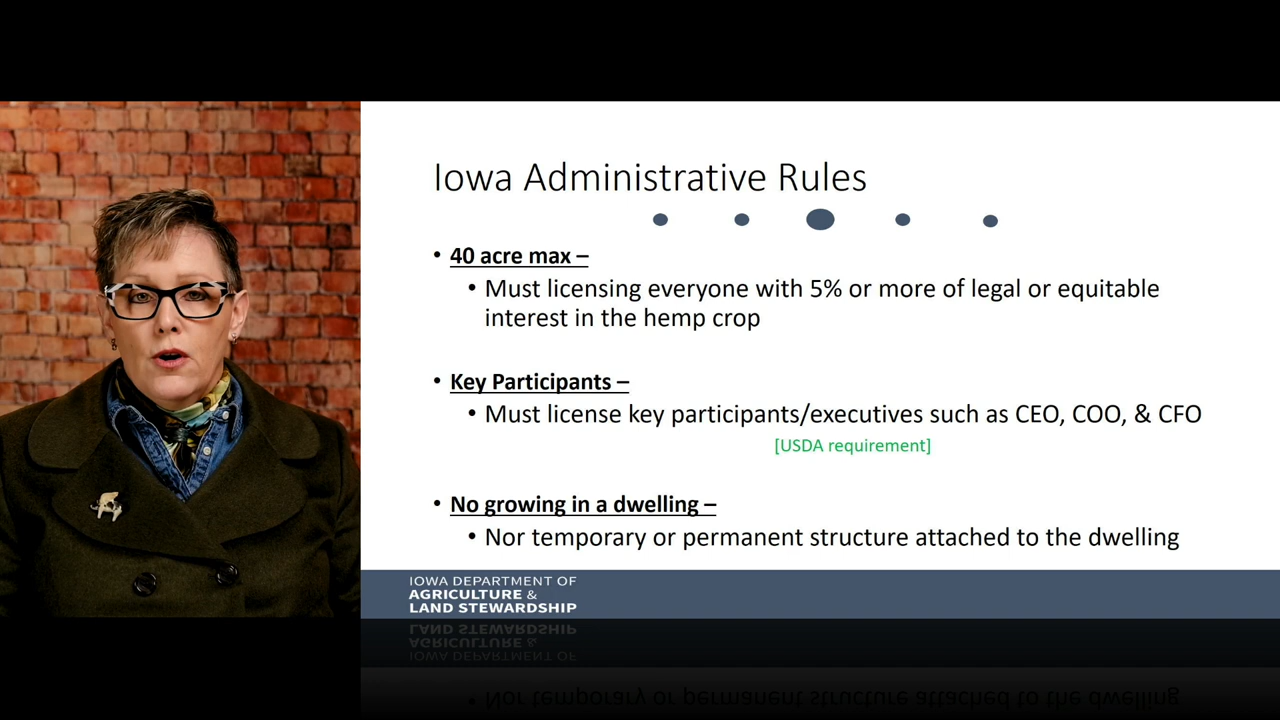 Iowa Administrative Rules
• 40 acre max –
• Must licensing everyone with 5% or more of legal or equitable
interest in the hemp crop
• Key Participants –
• Must license key participants/executives such as CEO, COO, & CFO
[USDA requirement]
• No growing in a dwelling –
• Nor temporary or permanent structure attached to the dwelling
IOWA DEPARTMENT OF
AGRICULTURE &
LAND STEWARDSHIP